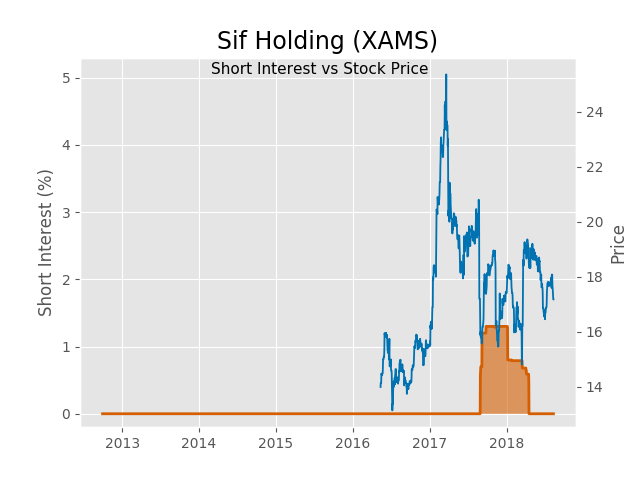 Sif Holding (XAMS)
Short Interest vs Stock Price
Short Interest (%)
Price
5
4
3
2
1
0
24
22
20
18
16
14
2013 2014 2015 2016 2017 2018